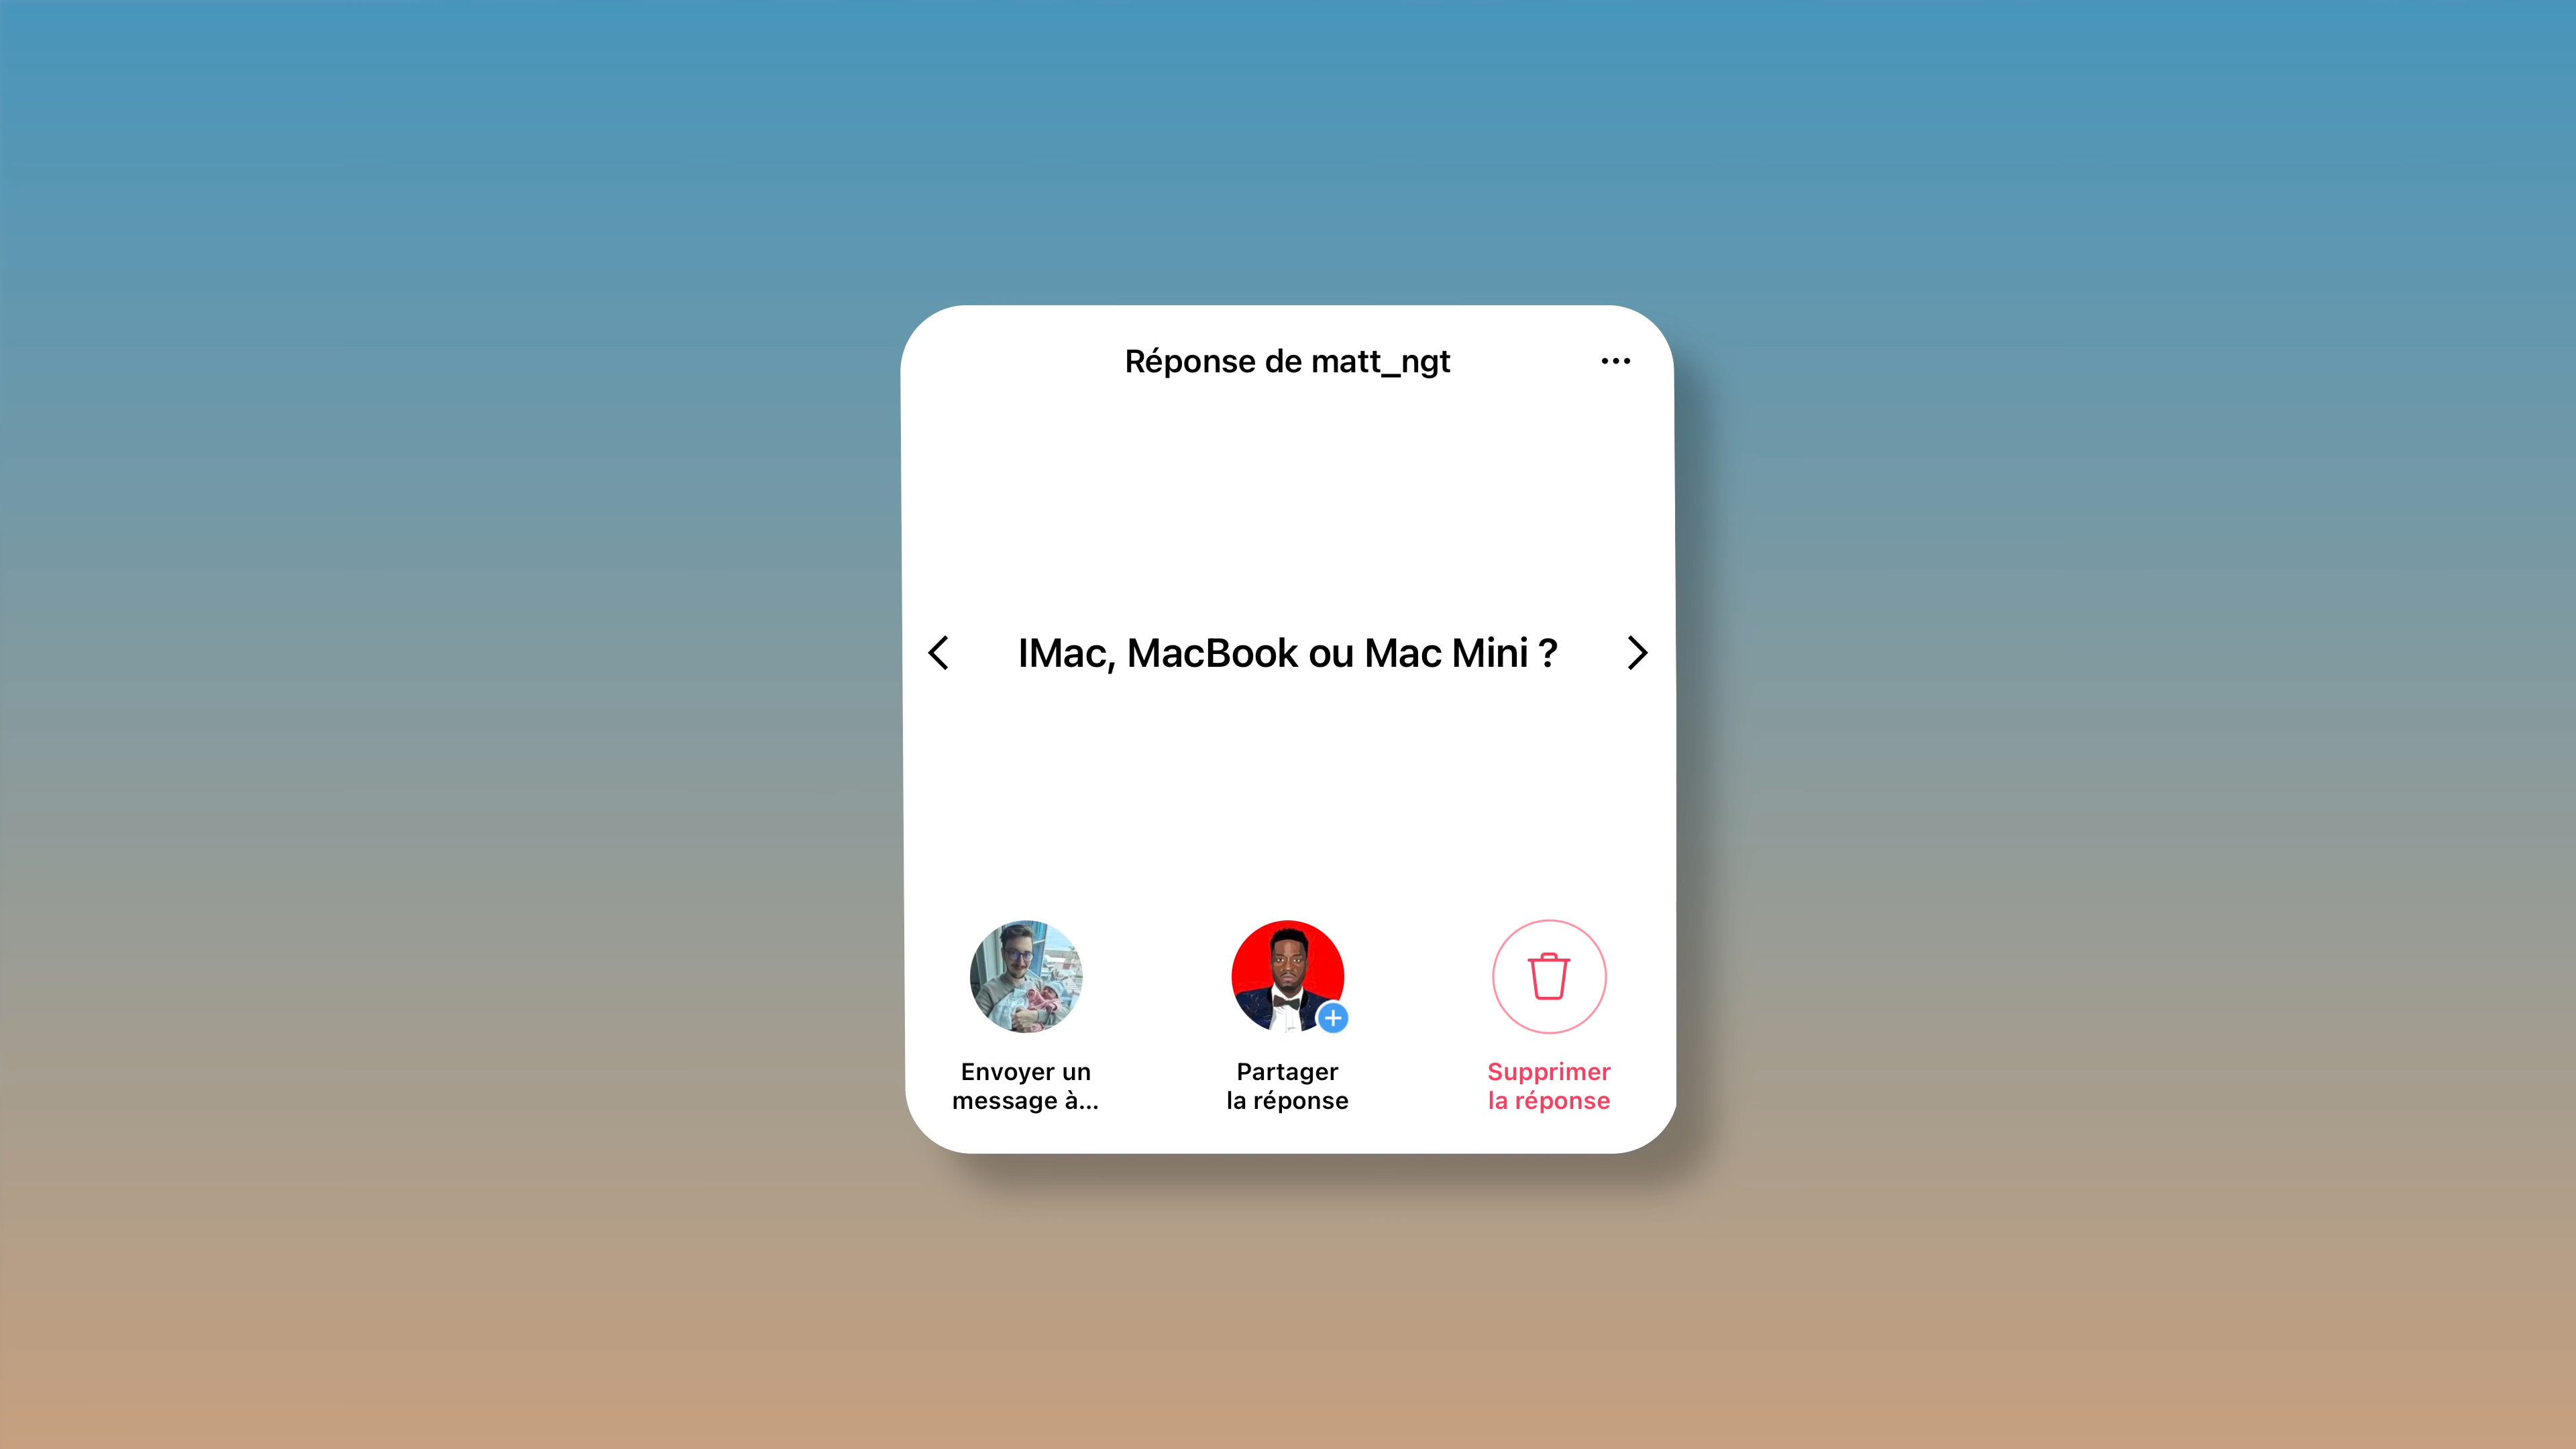 Réponse de matt_ngt
IMac, MacBook ou Mac Mini ?
Envoyer un
message à...
Partager
la réponse
Supprimer
la réponse